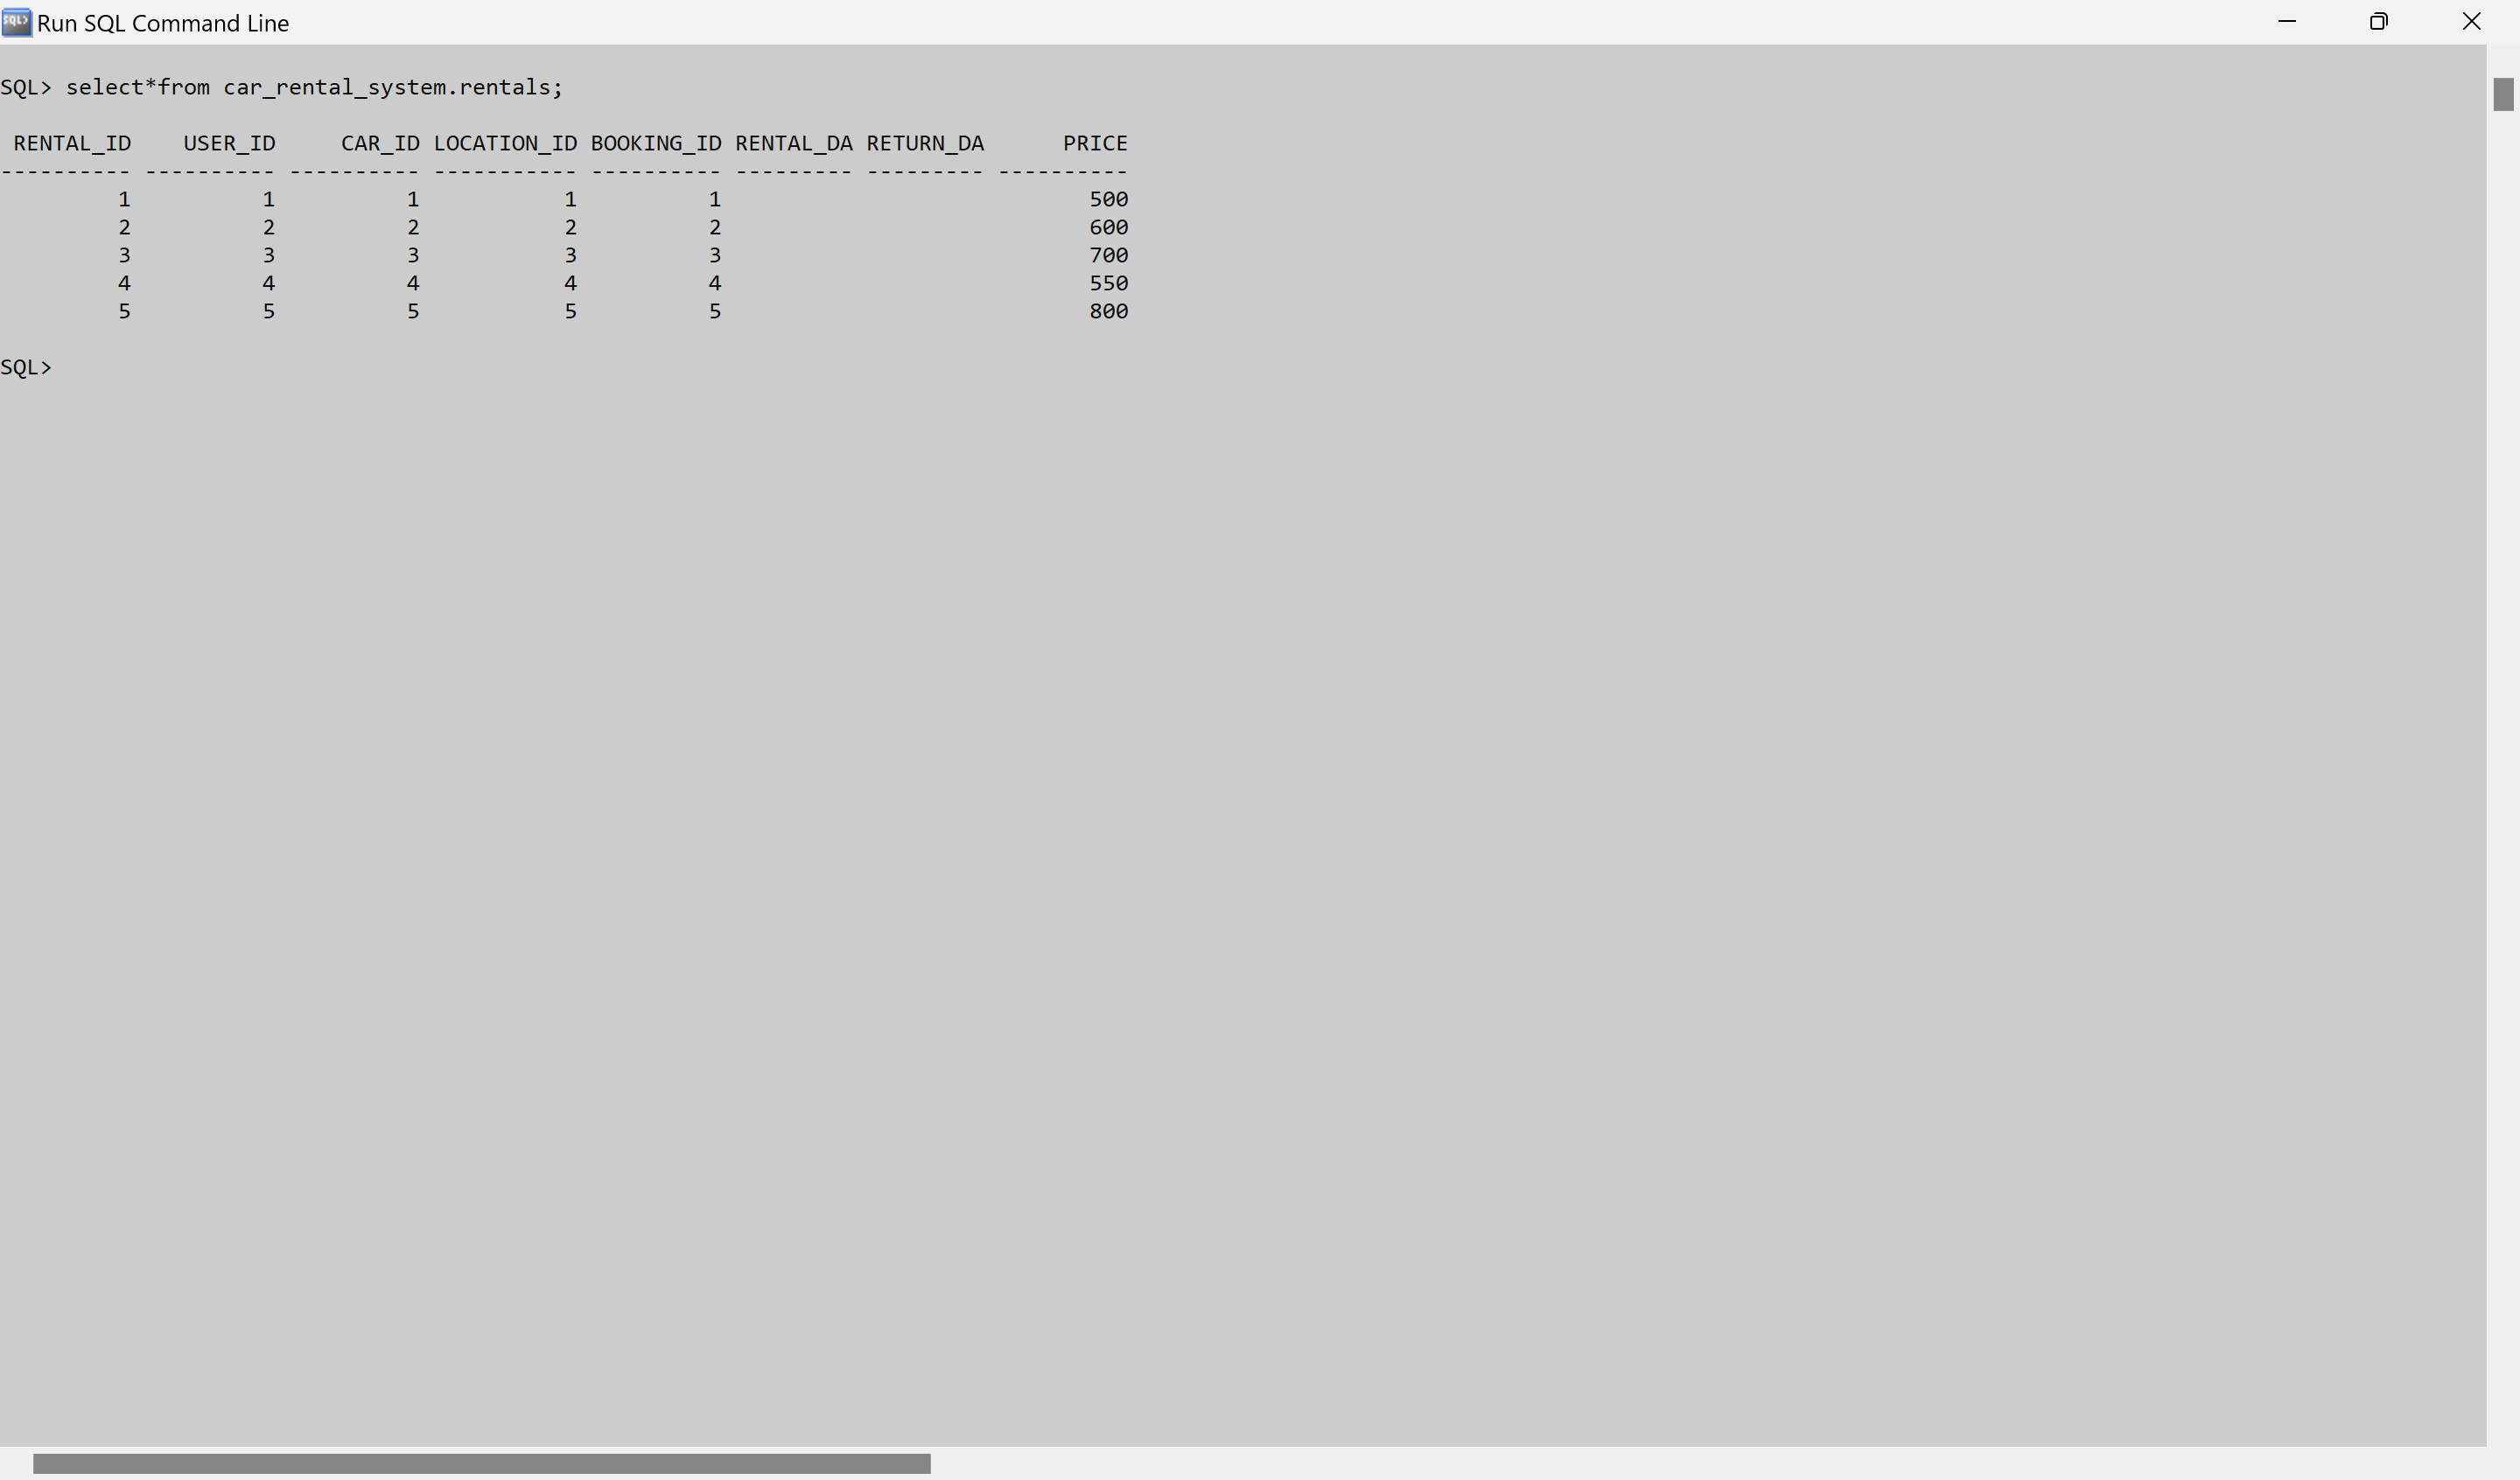 Run SQL Command Line
SQL> select*from car_rental_system.rentals;
 RENTAL_ID    USER_ID     CAR_ID LOCATION_ID BOOKING_ID RENTAL_DA RETURN_DA      PRICE
---------- ---------- ---------- ----------- ---------- --------- --------- ----------
         1          1          1           1          1                            500
         2          2          2           2          2                            600
         3          3          3           3          3                            700
         4          4          4           4          4                            550
         5          5          5           5          5                            800
SQL>